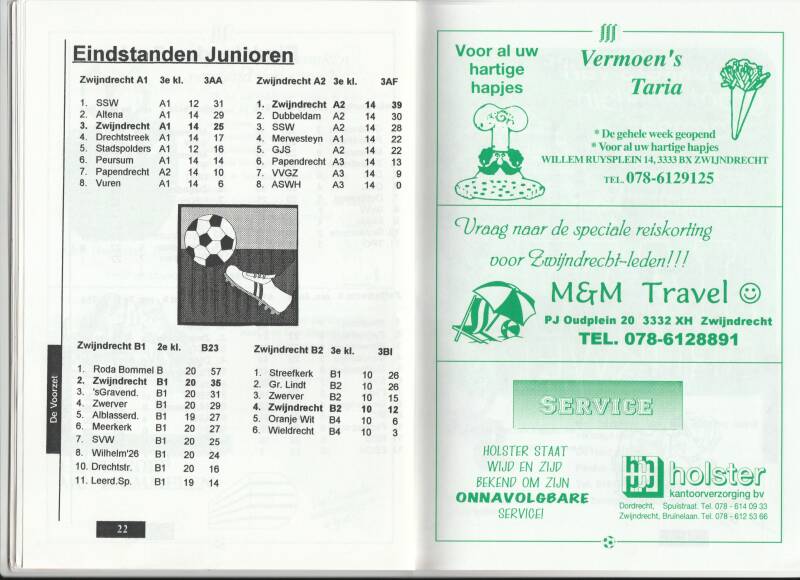 Eindstanden Junioren
Zwijndrecht A1 3e kl. 3AA
1. SSW A1 12 31
2. Altena A1 14 29
3. Zwijndrecht A1 14 25
4. Drechtstreek A1 14 17
5. Stadspolders A1 12 16
6. Peursum A1 14 14
7. Papendrecht A2 14 10
8. Vuren A1 14 6
Zwijndrecht A2 3e kl. 3AF
1. Zwijndrecht A2 14 39
2. Dubbeldam A2 14 30
3. SSW A2 14 28
4. Merwesteyn A1 14 22
5. GJS A2 14 22
6. Papendrecht A3 14 13
7. VVGZ A3 14 9
8. ASWH A3 14 0
Zwijndrecht B1 2e kl. B23
1. Roda Bommel B 20 57
2. Zwijndrecht B1 20 35
3. 'sGravend. B1 20 31
4. Zwerver B1 20 29
5. Alblasserd. B1 19 27
6. Meerkerk B1 20 27
7. SVW B1 20 25
8. Wilhelm'26 B1 20 24
10. Drechtstr. B1 20 16
11. Leerd.Sp. B1 19 14
Zwijndrecht B2 3e kl. 3BI
1. Streefkerk B1 10 26
2. Gr. Lindt B2 10 26
3. Zwerver B2 10 15
4. Zwijndrecht B2 10 12
5. Oranje Wit B4 10 6
6. Wieldrecht B4 10 3
De Voorzet
22
Voor al uw
hartige
hapjes
Vermoen's
Taria
* De gehele week geopend
* Voor al uw hartige hapjes
WILLEM RUYSPLEIN 14, 3333 BX ZWIJNDRECHT
TEL. 078-6129125
Vraag naar de speciale reiskorting
voor Zwijndrecht-leden!!!
M&M Travel
PJ Oudplein 20 3332 XH Zwijndrecht
TEL. 078-6128891
SERVICE
HOLSTER STAAT
WIJD EN ZIJD
BEKEND OM ZIJN
ONNAVOLGBARE
SERVICE!
holster
kantoorverzorging bv
Dordrecht, Spuistraat. Tel. 078 - 614 09 33
Zwijndrecht, Bruinelaan. Tel. 078 - 612 53 66